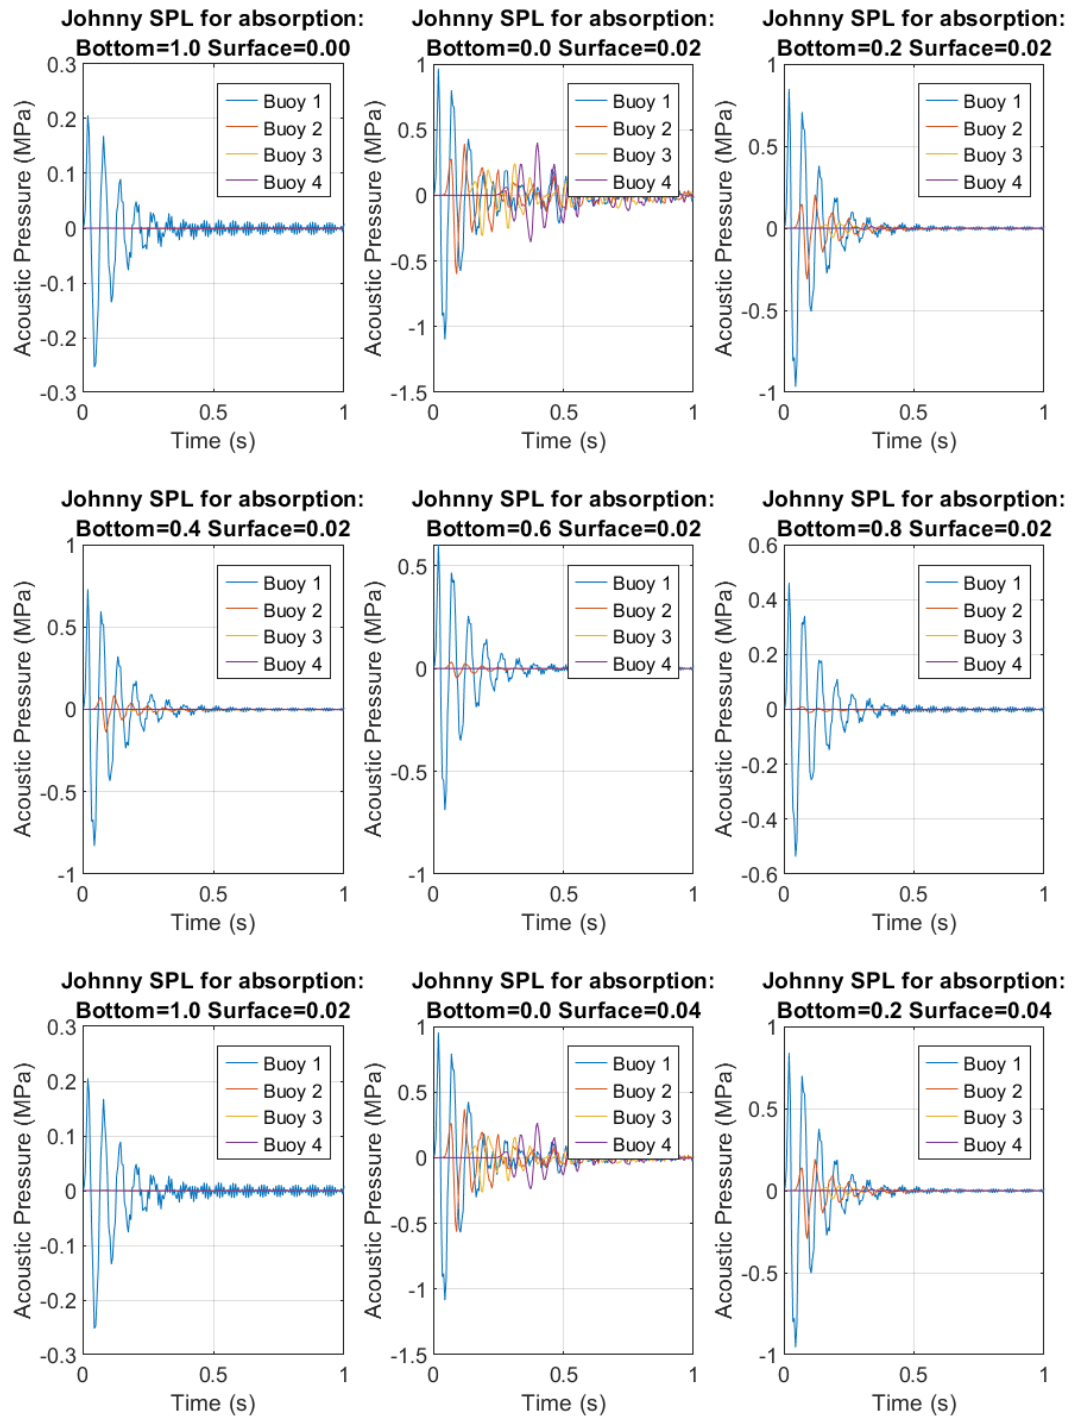 Johnny SPL for absorption:
Bottom=1.0 Surface=0.00
0.3
0.2
0.1
0
-0.1
-0.2
-0.3
Acoustic Pressure (MPa)
Buoy 1
Buoy 2
Buoy 3
Buoy 4
0
0.5
1
Time (s)
Johnny SPL for absorption:
Bottom=0.0 Surface=0.02
1
0.5
0
-0.5
-1
-1.5
Acoustic Pressure (MPa)
Buoy 1
Buoy 2
Buoy 3
Buoy 4
0
0.5
1
Time (s)
Johnny SPL for absorption:
Bottom=0.2 Surface=0.02
1
0.5
0
-0.5
-1
Acoustic Pressure (MPa)
Buoy 1
Buoy 2
Buoy 3
Buoy 4
0
0.5
1
Time (s)
Johnny SPL for absorption:
Bottom=0.4 Surface=0.02
1
0.5
0
-0.5
-1
Acoustic Pressure (MPa)
Buoy 1
Buoy 2
Buoy 3
Buoy 4
0
0.5
1
Time (s)
Johnny SPL for absorption:
Bottom=0.6 Surface=0.02
0.5
0
-0.5
Acoustic Pressure (MPa)
Buoy 1
Buoy 2
Buoy 3
Buoy 4
0
0.5
1
Time (s)
Johnny SPL for absorption:
Bottom=0.8 Surface=0.02
0.6
0.4
0.2
0
-0.2
-0.4
-0.6
Acoustic Pressure (MPa)
Buoy 1
Buoy 2
Buoy 3
Buoy 4
0
0.5
1
Time (s)
Johnny SPL for absorption:
Bottom=1.0 Surface=0.02
0.3
0.2
0.1
0
-0.1
-0.2
-0.3
Acoustic Pressure (MPa)
Buoy 1
Buoy 2
Buoy 3
Buoy 4
0
0.5
1
Time (s)
Johnny SPL for absorption:
Bottom=0.0 Surface=0.04
1
0.5
0
-0.5
-1
-1.5
Acoustic Pressure (MPa)
Buoy 1
Buoy 2
Buoy 3
Buoy 4
0
0.5
1
Time (s)
Johnny SPL for absorption:
Bottom=0.2 Surface=0.04
1
0.5
0
-0.5
-1
Acoustic Pressure (MPa)
Buoy 1
Buoy 2
Buoy 3
Buoy 4
0
0.5
1
Time (s)